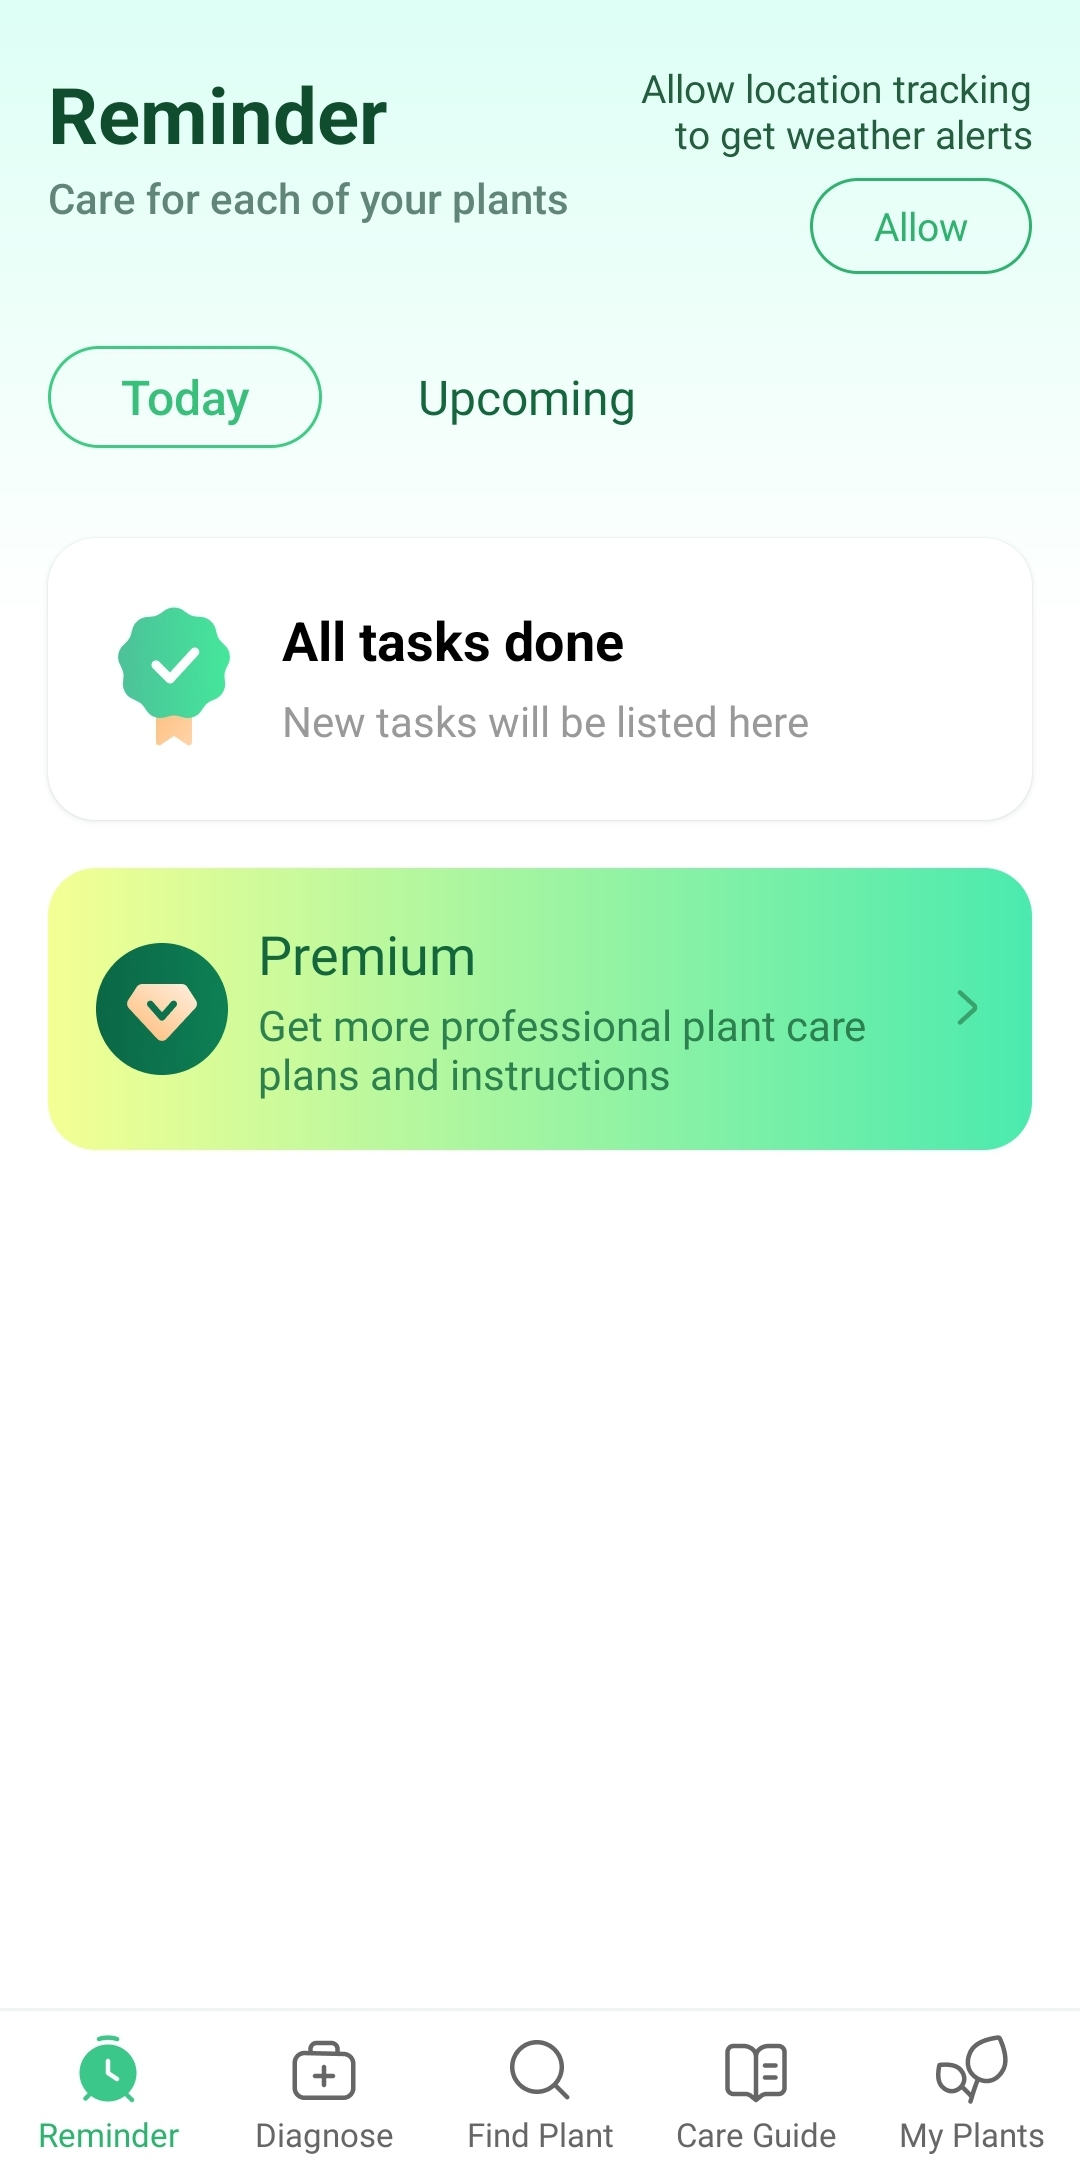 Reminder
Care for each of your plants
Allow location tracking
to get weather alerts
Allow
Today
Upcoming
All tasks done
New tasks will be listed here
Premium
Get more professional plant care
plans and instructions
Reminder
Diagnose
Find Plant
Care Guide
My Plants